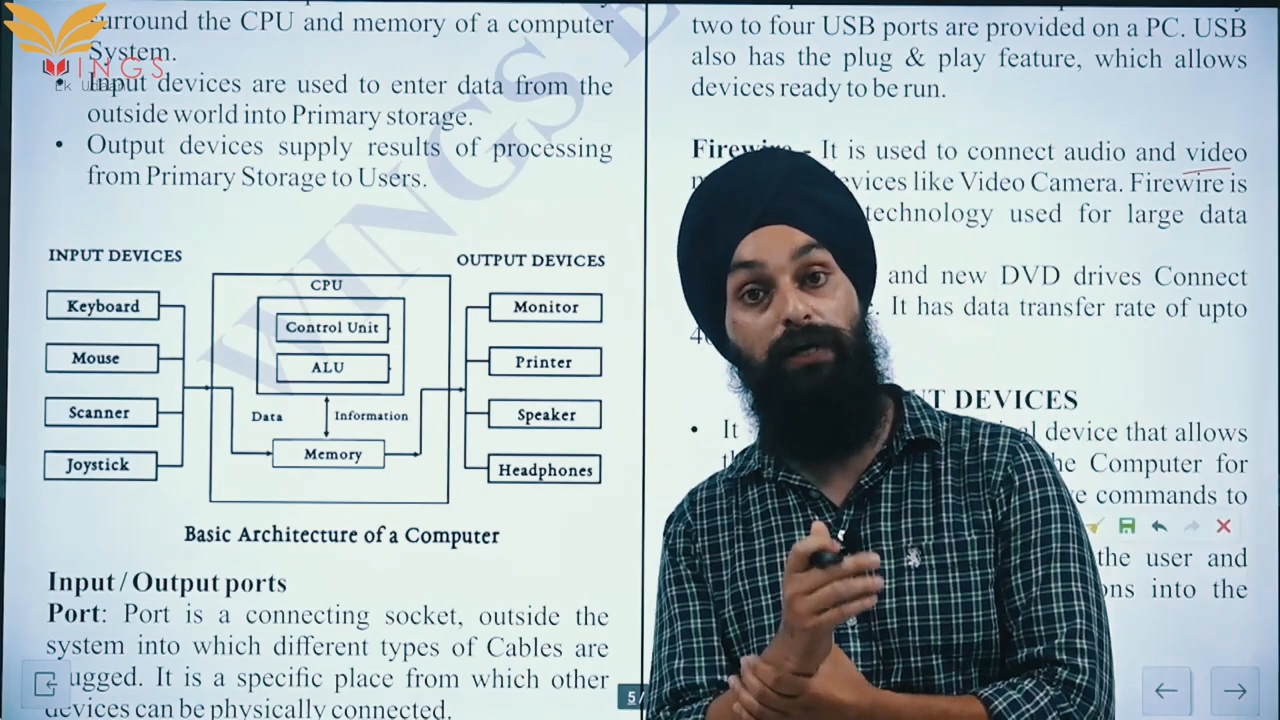 surround the CPU and memory of a computer
System.
WINGS
Ek Udaan
• Input devices are used to enter data from the
outside world into Primary storage.
• Output devices supply results of processing
from Primary Storage to Users.
INPUT DEVICES
Keyboard
Mouse
Scanner
Joystick
CPU
Control Unit
ALU
Data
Information
Memory
OUTPUT DEVICES
Monitor
Printer
Speaker
Headphones
Basic Architecture of a Computer
Input / Output ports
Port: Port is a connecting socket, outside the
system into which different types of Cables are
plugged. It is a specific place from which other
devices can be physically connected.
WINGS
5 /
two to four USB ports are provided on a PC. USB
also has the plug & play feature, which allows
devices ready to be run.
Firewire - It is used to connect audio and video
devices like Video Camera. Firewire is
technology used for large data
and new DVD drives Connect
It has data transfer rate of upto
DEVICES
• It device that allows
Computer for
commands to
the user and
into the